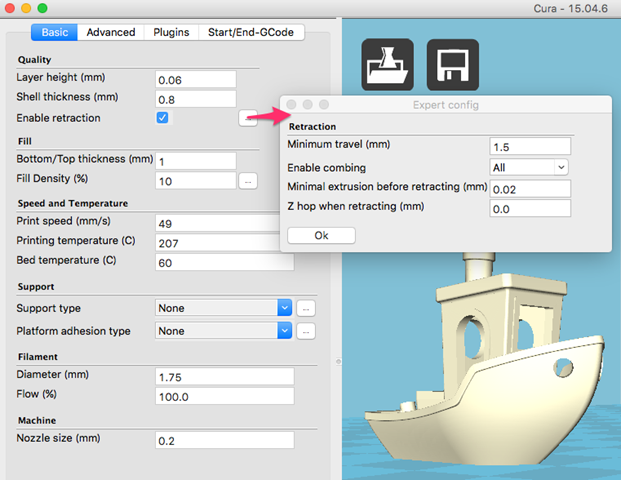 Cura - 15.04.6
Basic Advanced Plugins Start/End-GCode
Quality
Layer height (mm) 0.06
Shell thickness (mm) 0.8
Enable retraction ...
Fill
Bottom/Top thickness (mm) 1
Fill Density (%) 10 ...
Speed and Temperature
Print speed (mm/s) 49
Printing temperature (C) 207
Bed temperature (C) 60
Support
Support type None ...
Platform adhesion type None ...
Filament
Diameter (mm) 1.75
Flow (%) 100.0
Machine
Nozzle size (mm) 0.2
Expert config
Retraction
Minimum travel (mm) 1.5
Enable combing All
Minimal extrusion before retracting (mm) 0.02
Z hop when retracting (mm) 0.0
Ok